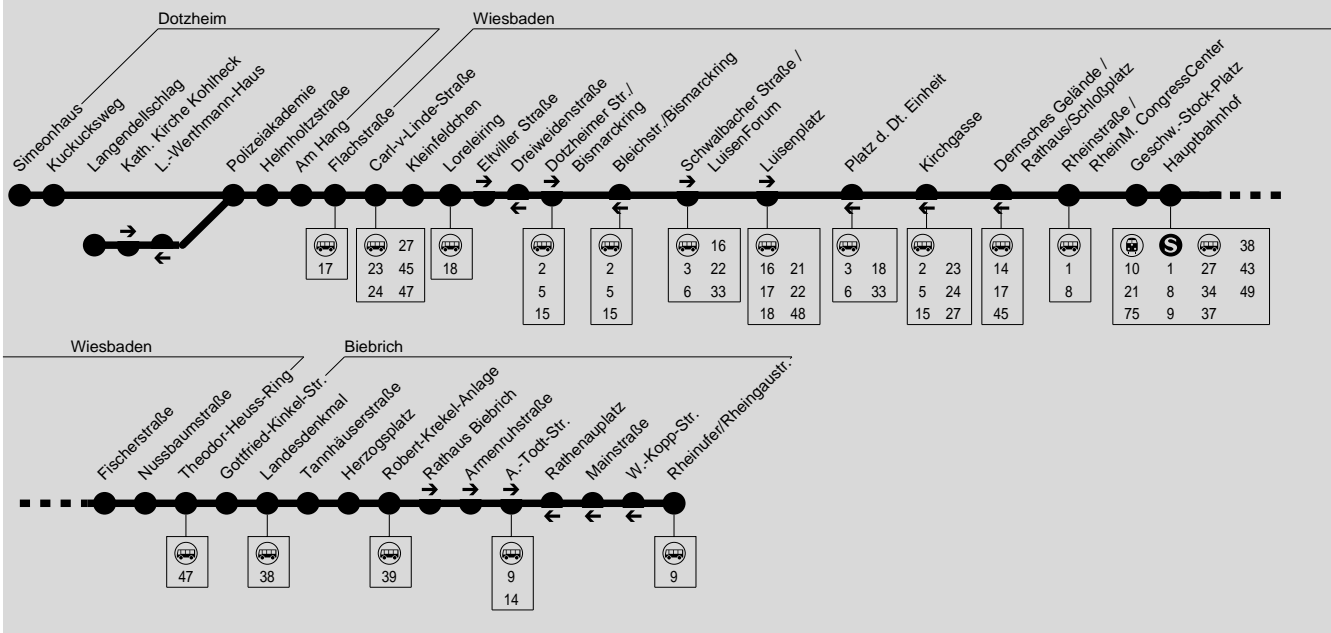 Dotzheim
Wiesbaden
Simeonhaus
Kuckucksweg
Langendellschlag
Kath. Kirche Kohlheck
L.-Werthmann-Haus
Polizeiakademie
Helmholtzstraße
Am Hang
Flachstraße
Carl-v-Linde-Straße
Kleinfeldchen
Loreleiring
Eltviller Straße
Dreiweidenstraße
Dotzheimer Str./
Bismarckring
Bleichstr./Bismarckring
Schwalbacher Straße /
LuisenForum
Luisenplatz
Platz d. Dt. Einheit
Kirchgasse
Dernsches Gelände /
Rathaus/Schloßplatz
Rheinstraße /
RheinM. CongressCenter
Geschw.-Stock-Platz
Hauptbahnhof
17
27
23 45
24 47
18
2
5
15
2
5
15
16
3 22
6 33
16 21
17 22
18 48
3 18
6 33
2 23
5 24
15 27
14
17
45
1
8
S 38
10 1 27 43
21 8 34 49
75 9 37
Wiesbaden
Biebrich
Fischerstraße
Nussbaumstraße
Theodor-Heuss-Ring
Gottfried-Kinkel-Str.
Landesdenkmal
Tannhäuserstraße
Herzogsplatz
Robert-Krekel-Anlage
Rathaus Biebrich
Armenruhstraße
A.-Todt-Str.
Rathenauplatz
Mainstraße
W.-Kopp-Str.
Rheinufer/Rheingaustr.
47
38
39
9
14
9